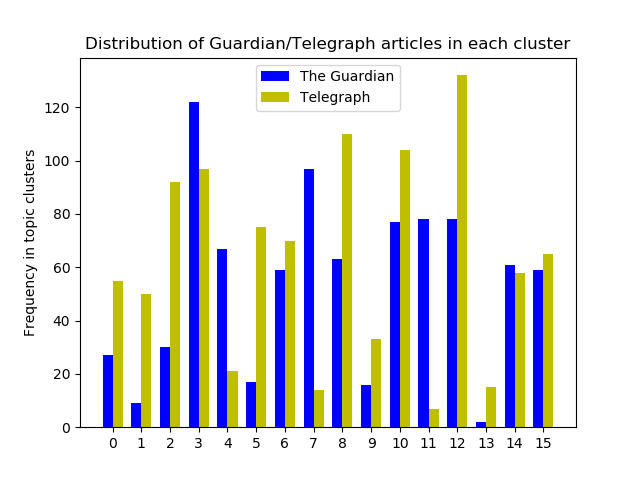 Distribution of Guardian/Telegraph articles in each cluster
The Guardian
Telegraph
Frequency in topic clusters
120
100
80
60
40
20
0
0 1 2 3 4 5 6 7 8 9 10 11 12 13 14 15